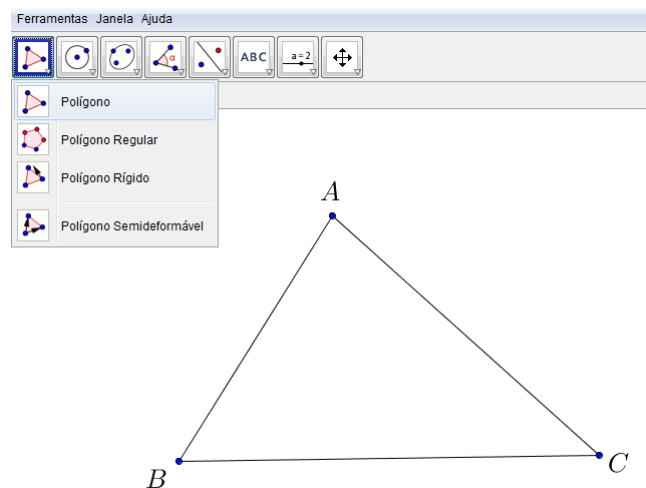 Ferramentas Janela Ajuda
α ABC a=2
Polígono
Polígono Regular
Polígono Rígido
Polígono Semideformável
A
B
C